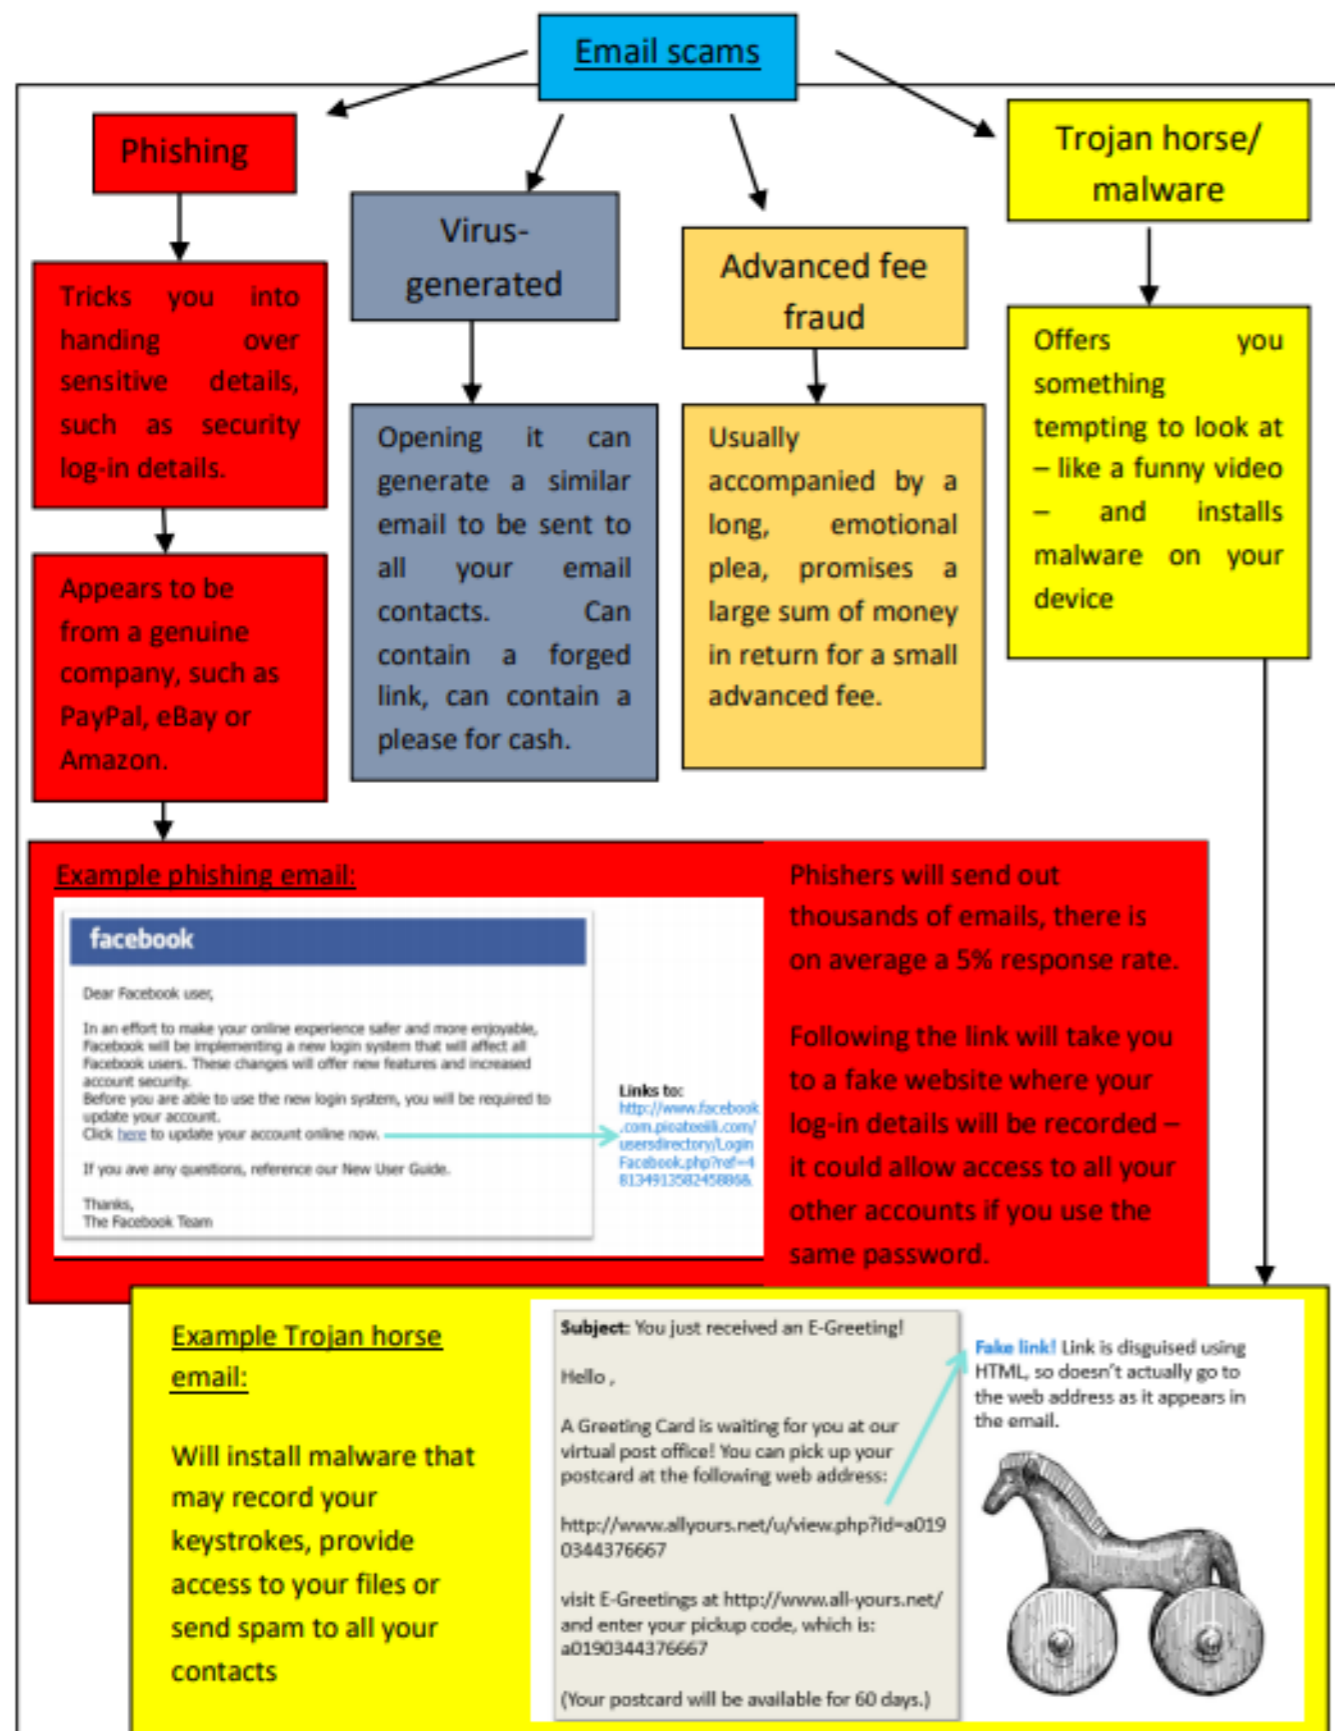 Email scams
Phishing
Tricks you into
handing over
sensitive details,
such as security
log-in details.
Appears to be
from a genuine
company, such as
PayPal, eBay or
Amazon.
Virus-
generated
Opening it can
generate a similar
email to be sent to
all your email
contacts. Can
contain a forged
link, can contain a
please for cash.
Advanced fee
fraud
Usually
accompanied by a
long, emotional
plea, promises a
large sum of money
in return for a small
advanced fee.
Trojan horse/
malware
Offers you
something
tempting to look at
– like a funny video
– and installs
malware on your
device
Example phishing email:
facebook
Dear Facebook user,
In an effort to make your online experience safer and more enjoyable,
Facebook will be implementing a new login system that will affect all
Facebook users. These changes will offer new features and increased
account security.
Before you are able to use the new login system, you will be required to
update your account.
Click here to update your account online now.
If you ave any questions, reference our New User Guide.
Thanks,
The Facebook Team
Links to:
http://www.facebook
usersdirectory/Login
Phishers will send out
thousands of emails, there is
on average a 5% response rate.
Following the link will take you
to a fake website where your
log-in details will be recorded –
it could allow access to all your
other accounts if you use the
same password.
Example Trojan horse
email:
Will install malware that
may record your
keystrokes, provide
access to your files or
send spam to all your
contacts
Subject: You just received an E-Greeting!
Hello ,
A Greeting Card is waiting for you at our
virtual post office! You can pick up your
postcard at the following web address:
http://www.allyours.net/u/view.php?id=a019
0344376667
visit E-Greetings at http://www.all-yours.net/
and enter your pickup code, which is:
a0190344376667
(Your postcard will be available for 60 days.)
Fake link! Link is disguised using
HTML, so doesn't actually go to
the web address as it appears in
the email.